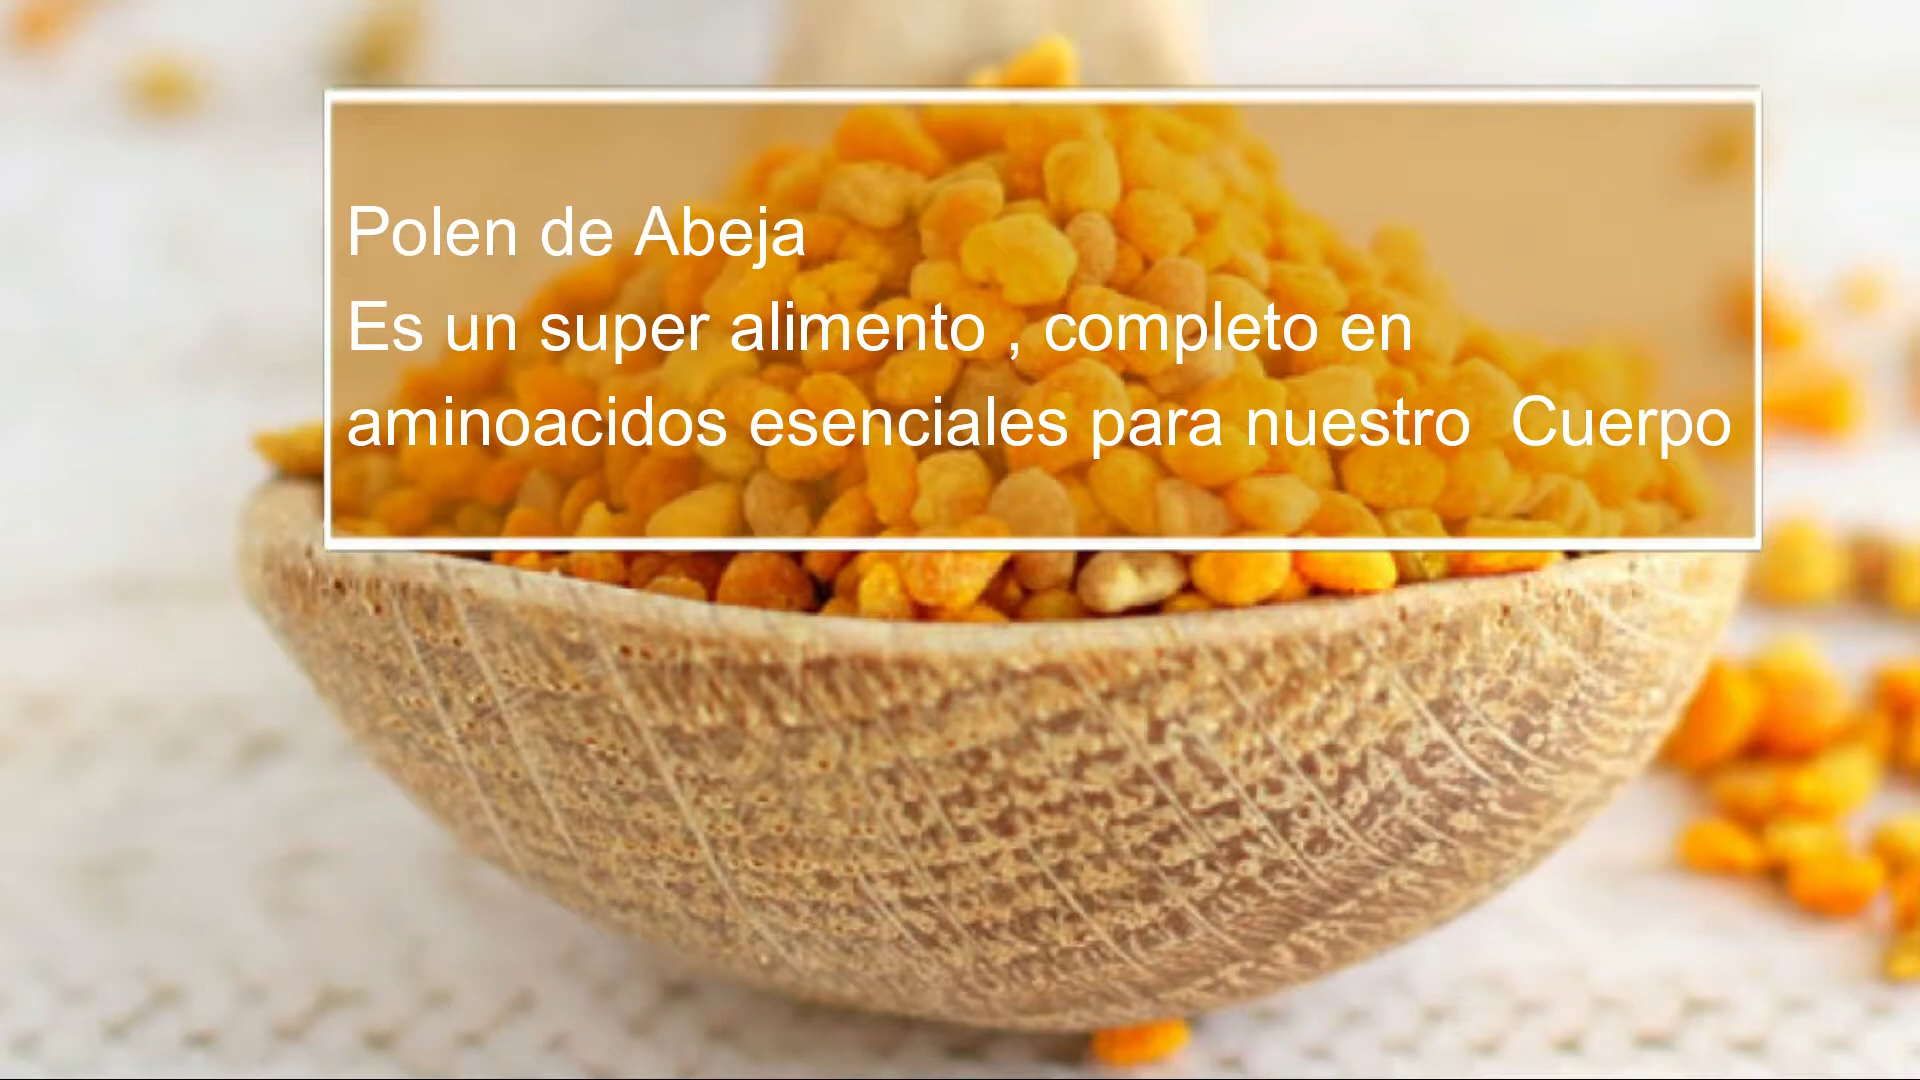 Polen de Abeja
Es un super alimento , completo en
aminoacidos esenciales para nuestro  Cuerpo